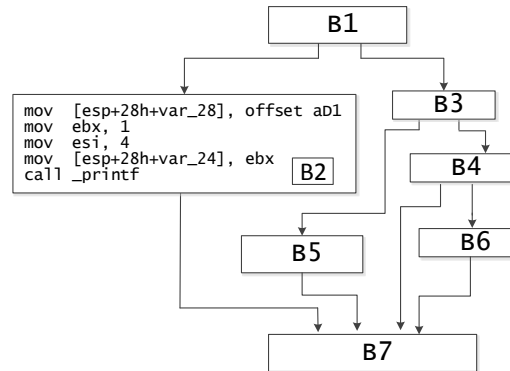 B1
mov [esp+28h+var_28], offset aD1
mov ebx, 1
mov esi, 4
mov [esp+28h+var_24], ebx
call _printf
B2
B3
B4
B5
B6
B7